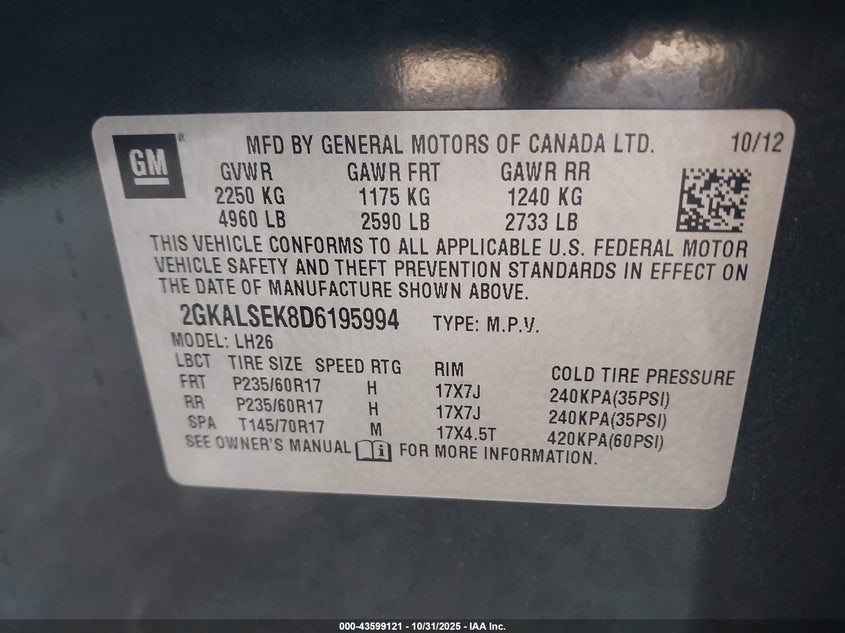 GM ® MFD BY GENERAL MOTORS OF CANADA LTD. 10/12
GVWR GAWR FRT GAWR RR
2250 KG 1175 KG 1240 KG
4960 LB 2590 LB 2733 LB
THIS VEHICLE CONFORMS TO ALL APPLICABLE U.S. FEDERAL MOTOR
VEHICLE SAFETY AND THEFT PREVENTION STANDARDS IN EFFECT ON
THE DATE OF MANUFACTURE SHOWN ABOVE.
2GKALSEK8D6195994 TYPE: M.P.V.
MODEL: LH26
LBCT TIRE SIZE SPEED RTG RIM COLD TIRE PRESSURE
FRT P235/60R17 H 17X7J 240KPA(35PSI)
RR P235/60R17 H 17X7J 240KPA(35PSI)
SPA T145/70R17 M 17X4.5T 420KPA(60PSI)
SEE OWNER'S MANUAL i FOR MORE INFORMATION.
000-43599121 - 10/31/2025 - IAA Inc.